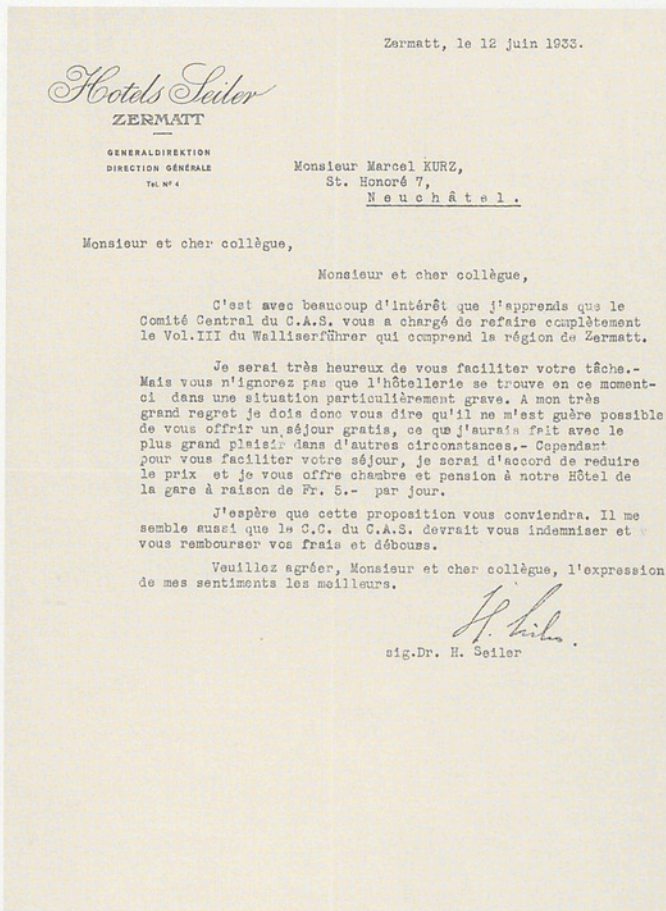 Zermatt, le 12 juin 1933.
Hotels Seiler
ZERMATT
GENERALDIREKTION
DIRECTION GÉNÉRALE
Tel. Nº 4
Monsieur Marcel KURZ,
St. Honoré 7,
Neuchâtel.
Monsieur et cher collègue,
Monsieur et cher collègue,
C'est avec beaucoup d'intérêt que j'apprends que le
Comité Central du C.A.S. vous a chargé de refaire complètement
le Vol.III du Walliserführer qui comprend la région de Zermatt.
Je serai très heureux de vous faciliter votre tâche.-
Mais vous n'ignorez pas que l'hôtellerie se trouve en ce moment-
ci dans une situation particulièrement grave. A mon très
grand regret je dois donc vous dire qu'il ne m'est guère possible
de vous offrir un séjour gratis, ce que j'aurais fait avec le
plus grand plaisir dans d'autres circonstances.- Cependant
pour vous faciliter votre séjour, je serai d'accord de reduire
le prix et je vous offre chambre et pension à notre Hôtel de
la gare à raison de Fr. 5.- par jour.
J'espère que cette proposition vous conviendra. Il me
semble aussi que le C.C. du C.A.S. devrait vous indemniser et
vous rembourser vos frais et débouss.
Veuillez agréer, Monsieur et cher collègue, l'expression
de mes sentiments les meilleurs.
H. Seiler.
sig.Dr. H. Seiler